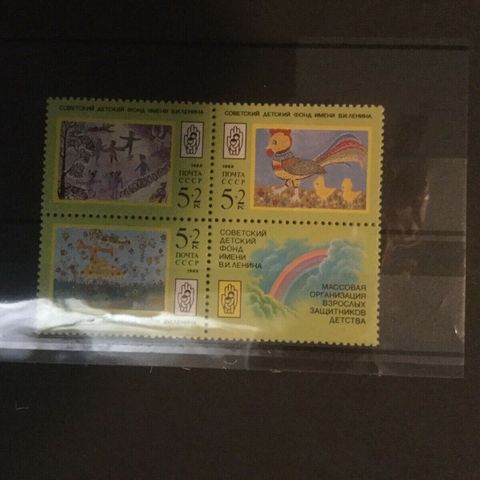 СОВЕТСКИЙ ДЕТСКИЙ ФОНД ИМЕНИ В.И.ЛЕНИНА
1988
ПОЧТА
СССР
5+2
К
СОВЕТСКИЙ ДЕТСКИЙ ФОНД ИМЕНИ В.И.ЛЕНИНА
1988
ПОЧТА
СССР
5+2
К
5+2
К
ПОЧТА
СССР
1988
В.И.ЛЕНИНА
СОВЕТСКИЙ
ДЕТСКИЙ
ФОНД
ИМЕНИ
В.И.ЛЕНИНА
МАССОВАЯ
ОРГАНИЗАЦИЯ
ВЗРОСЛЫХ
ЗАЩИТНИКОВ
ДЕТСТВА